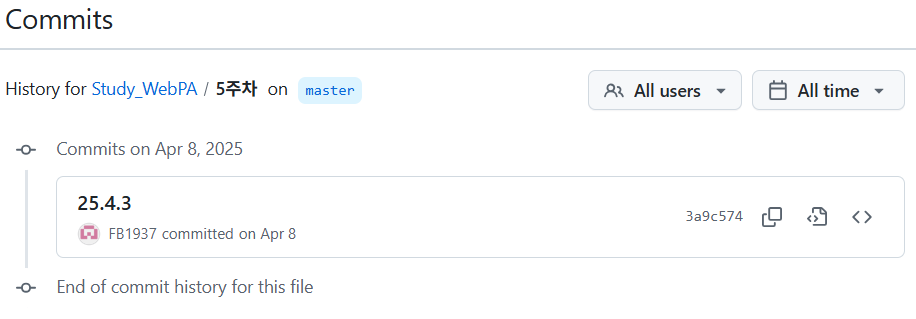 Commits
History for Study_WebPA / 5주차 on master
All users
All time
Commits on Apr 8, 2025
25.4.3
FB1937 committed on Apr 8
3a9c574
End of commit history for this file